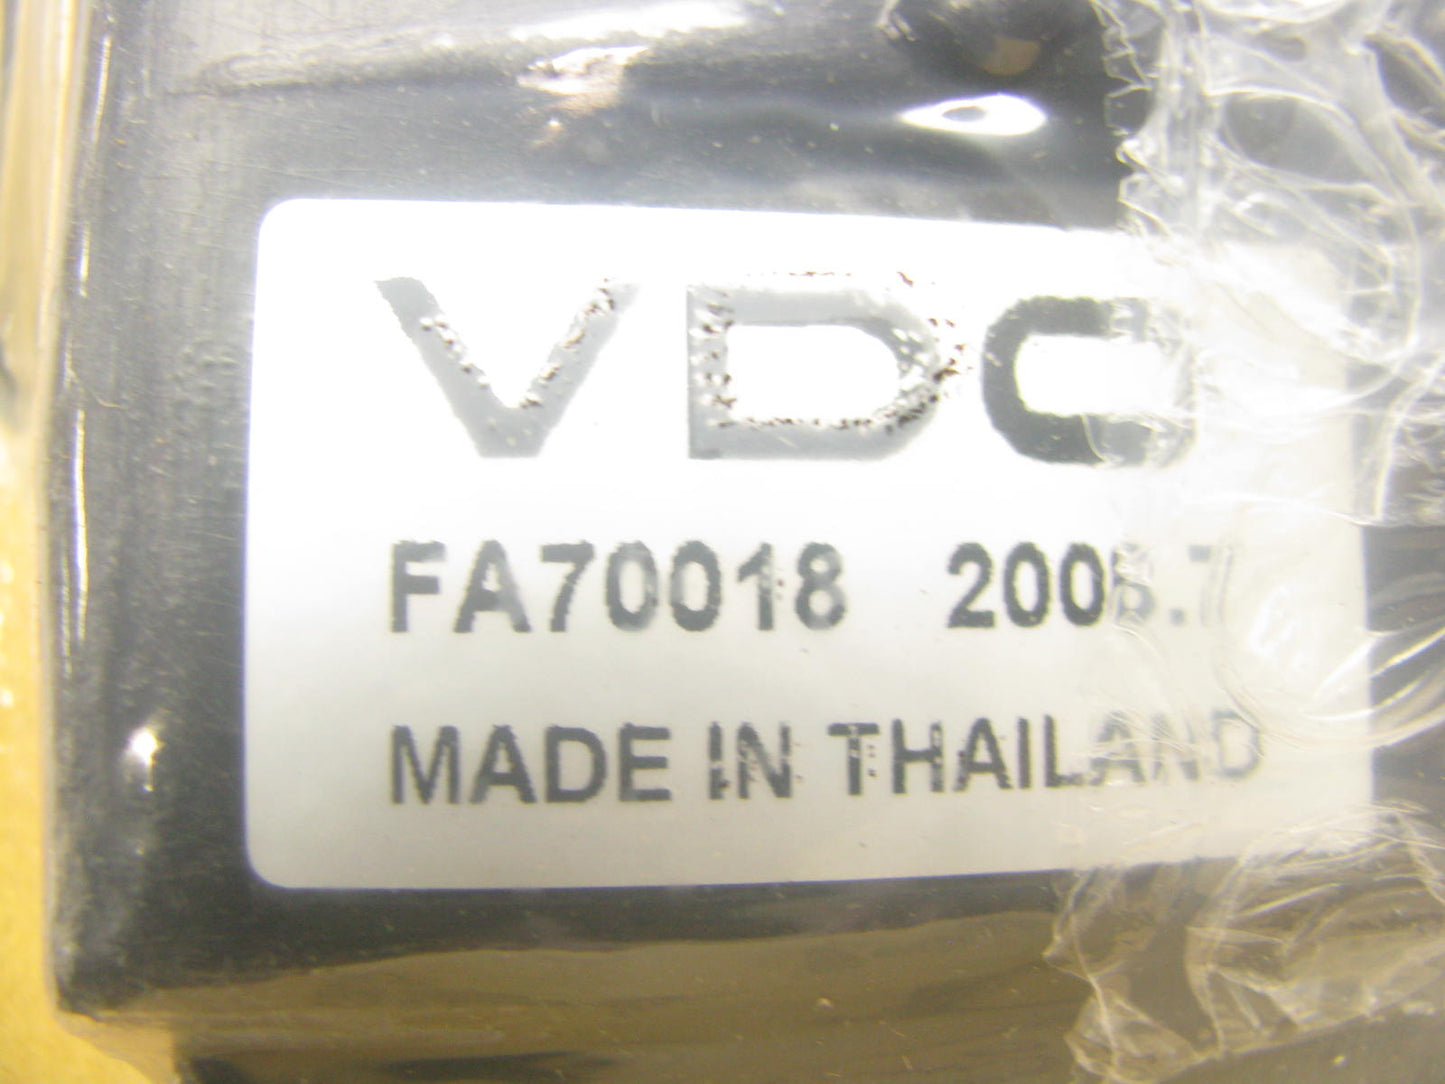 VDO
FA70018
MADE IN THAILAND